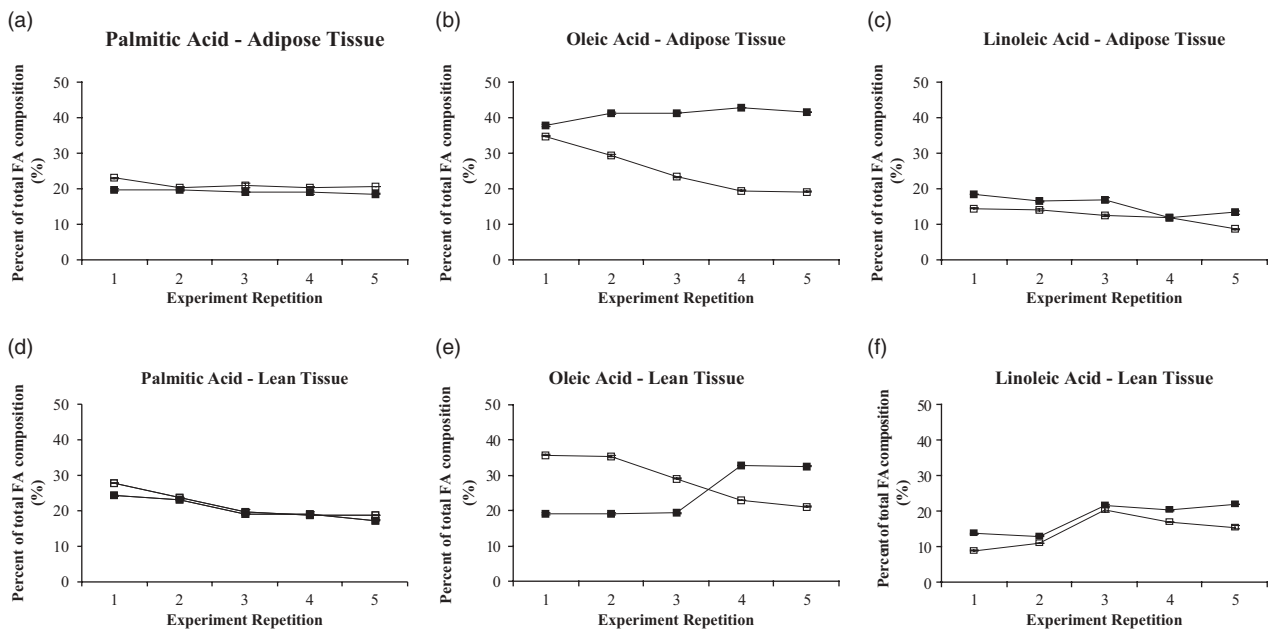 (a)
Palmitic Acid - Adipose Tissue
Percent of total FA composition
(%)
50
40
30
20
10
0
1 2 3 4 5
Experiment Repetition
(b)
Oleic Acid - Adipose Tissue
Percent of total FA composition
(%)
50
40
30
20
10
0
1 2 3 4 5
Experiment Repetition
(c)
Linoleic Acid - Adipose Tissue
Percent of total FA composition
(%)
50
40
30
20
10
0
1 2 3 4 5
Experiment Repetition
(d)
Palmitic Acid - Lean Tissue
Percent of total FA composition
(%)
50
40
30
20
10
0
1 2 3 4 5
Experiment Repetition
(e)
Oleic Acid - Lean Tissue
Percent of total FA composition
(%)
50
40
30
20
10
0
1 2 3 4 5
Experiment Repetition
(f)
Linoleic Acid - Lean Tissue
Percent of total FA composition
(%)
50
40
30
20
10
0
1 2 3 4 5
Experiment Repetition